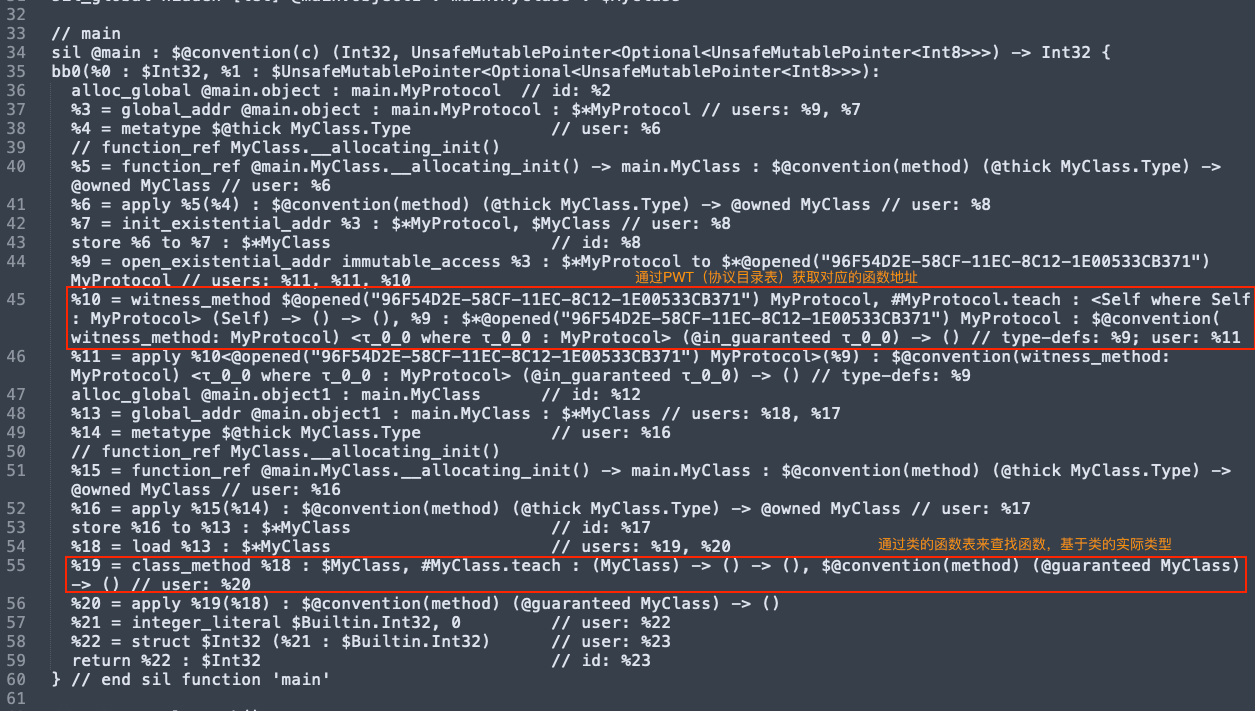 32
33 // main
34 sil @main : $@convention(c) (Int32, UnsafeMutablePointer<Optional<UnsafeMutablePointer<Int8>>>) -> Int32 {
35 bb0(%0 : $Int32, %1 : $UnsafeMutablePointer<Optional<UnsafeMutablePointer<Int8>>>):
36 alloc_global @main.object : main.MyProtocol // id: %2
37 %3 = global_addr @main.object : main.MyProtocol : $*MyProtocol // users: %9, %7
38 %4 = metatype $@thick MyClass.Type // user: %6
39 // function_ref MyClass.__allocating_init()
40 %5 = function_ref @main.MyClass.__allocating_init() -> main.MyClass : $@convention(method) (@thick MyClass.Type) ->
@owned MyClass // user: %6
41 %6 = apply %5(%4) : $@convention(method) (@thick MyClass.Type) -> @owned MyClass // user: %8
42 %7 = init_existential_addr %3 : $*MyProtocol, $MyClass // user: %8
43 store %6 to %7 : $*MyClass // id: %8
44 %9 = open_existential_addr immutable_access %3 : $*MyProtocol to $*@opened("96F54D2E-58CF-11EC-8C12-1E00533CB371")
MyProtocol // users: %11, %11, %10
通过PWT（协议目录表）获取对应的函数地址
45 %10 = witness_method $@opened("96F54D2E-58CF-11EC-8C12-1E00533CB371") MyProtocol, #MyProtocol.teach : <Self where Self
: MyProtocol> (Self) -> () -> (), %9 : $*@opened("96F54D2E-58CF-11EC-8C12-1E00533CB371") MyProtocol : $@convention(
witness_method: MyProtocol) <τ_0_0 where τ_0_0 : MyProtocol> (@in_guaranteed τ_0_0) -> () // type-defs: %9; user: %11
46 %11 = apply %10<@opened("96F54D2E-58CF-11EC-8C12-1E00533CB371") MyProtocol>(%9) : $@convention(witness_method:
MyProtocol) <τ_0_0 where τ_0_0 : MyProtocol> (@in_guaranteed τ_0_0) -> () // type-defs: %9
47 alloc_global @main.object1 : main.MyClass // id: %12
48 %13 = global_addr @main.object1 : main.MyClass : $*MyClass // users: %18, %17
49 %14 = metatype $@thick MyClass.Type // user: %16
50 // function_ref MyClass.__allocating_init()
51 %15 = function_ref @main.MyClass.__allocating_init() -> main.MyClass : $@convention(method) (@thick MyClass.Type) ->
@owned MyClass // user: %16
52 %16 = apply %15(%14) : $@convention(method) (@thick MyClass.Type) -> @owned MyClass // user: %17
53 store %16 to %13 : $*MyClass // id: %17
54 %18 = load %13 : $*MyClass // users: %19, %20
通过类的函数表来查找函数，基于类的实际类型
55 %19 = class_method %18 : $MyClass, #MyClass.teach : (MyClass) -> () -> (), $@convention(method) (@guaranteed MyClass)
-> () // user: %20
56 %20 = apply %19(%18) : $@convention(method) (@guaranteed MyClass) -> ()
57 %21 = integer_literal $Builtin.Int32, 0 // user: %22
58 %22 = struct $Int32 (%21 : $Builtin.Int32) // user: %23
59 return %22 : $Int32 // id: %23
60 } // end sil function 'main'
61